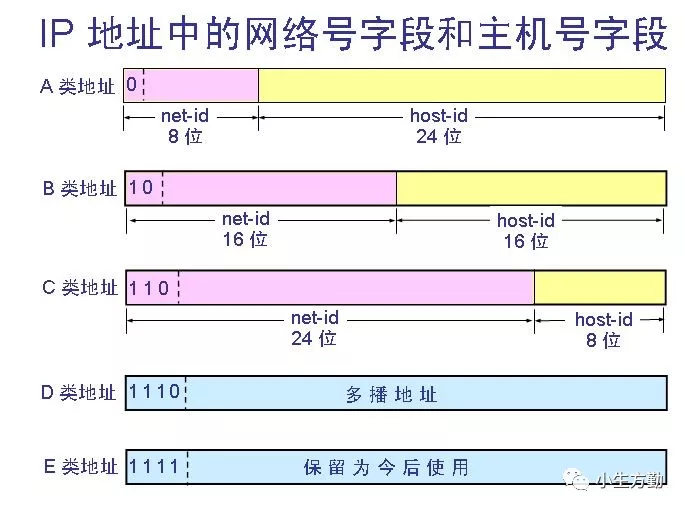 IP 地址中的网络号字段和主机号字段
A 类地址 0
net-id host-id
8 位 24 位
B 类地址 1 0
net-id host-id
16 位 16 位
C 类地址 1 1 0
net-id host-id
24 位 8 位
D 类地址 1 1 1 0 多播地址
E 类地址 1 1 1 1 保留为今后使用
小生方勤